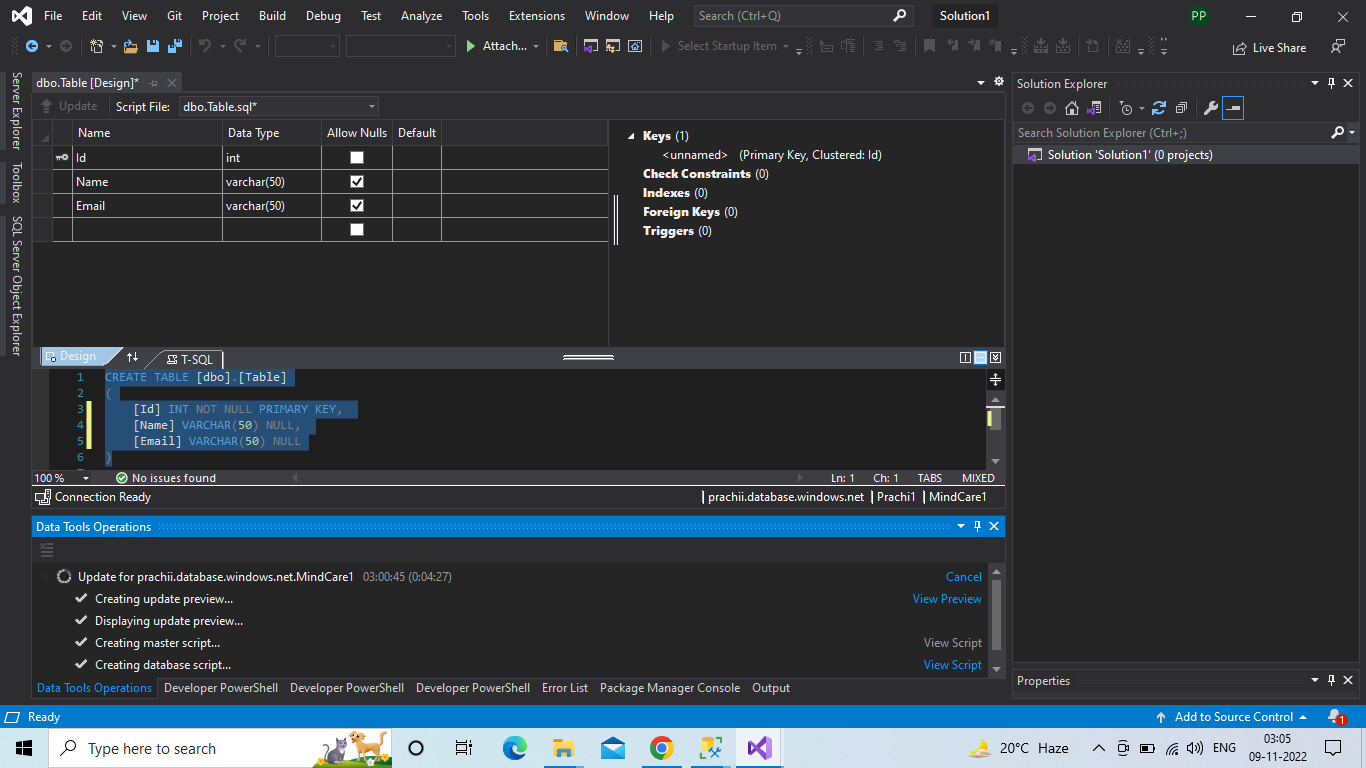 File Edit View Git Project Build Debug Test Analyze Tools Extensions Window Help Search (Ctrl+Q) Solution1 PP
Attach... Select Startup Item Live Share
dbo.Table [Design]*
Update Script File: dbo.Table.sql*
Name Data Type Allow Nulls Default
Id int
Name varchar(50)
Email varchar(50)
Keys (1)
<unnamed> (Primary Key, Clustered: Id)
Check Constraints (0)
Indexes (0)
Foreign Keys (0)
Triggers (0)
Server Explorer
Toolbox
SQL Server Object Explorer
Design T-SQL
1 CREATE TABLE [dbo].[Table]
2 (
3 [Id] INT NOT NULL PRIMARY KEY,
4 [Name] VARCHAR(50) NULL,
5 [Email] VARCHAR(50) NULL
6 )
100 % No issues found Ln: 1 Ch: 1 TABS MIXED
Connection Ready prachii.database.windows.net Prachi1 MindCare1
Data Tools Operations
Update for prachii.database.windows.net.MindCare1 03:00:45 (0:04:27) Cancel
Creating update preview... View Preview
Displaying update preview...
Creating master script... View Script
Creating database script... View Script
Data Tools Operations Developer PowerShell Developer PowerShell Developer PowerShell Error List Package Manager Console Output
Solution Explorer
Search Solution Explorer (Ctrl+;)
Solution 'Solution1' (0 projects)
Properties
Ready Add to Source Control 1
Type here to search 20°C Haze ENG 03:05
09-11-2022